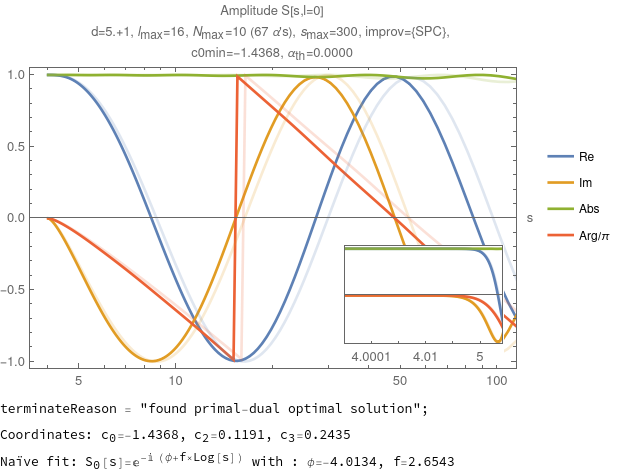 Amplitude S[s,l=0]
d=5.+1, lmax=16, Nmax=10 (67 α's), smax=300, improv={SPC},
c0min=-1.4368, αth=0.0000
1.0
0.5
0.0
-0.5
-1.0
5
10
50
100
s
4.0001
4.01
5
Re
Im
Abs
Arg/π
terminateReason = "found primal-dual optimal solution";
Coordinates: c0=-1.4368, c2=0.1191, c3=0.2435
Naïve fit: S0[s]=e^-i (ϕ+f×Log[s]) with : ϕ=-4.0134, f=2.6543